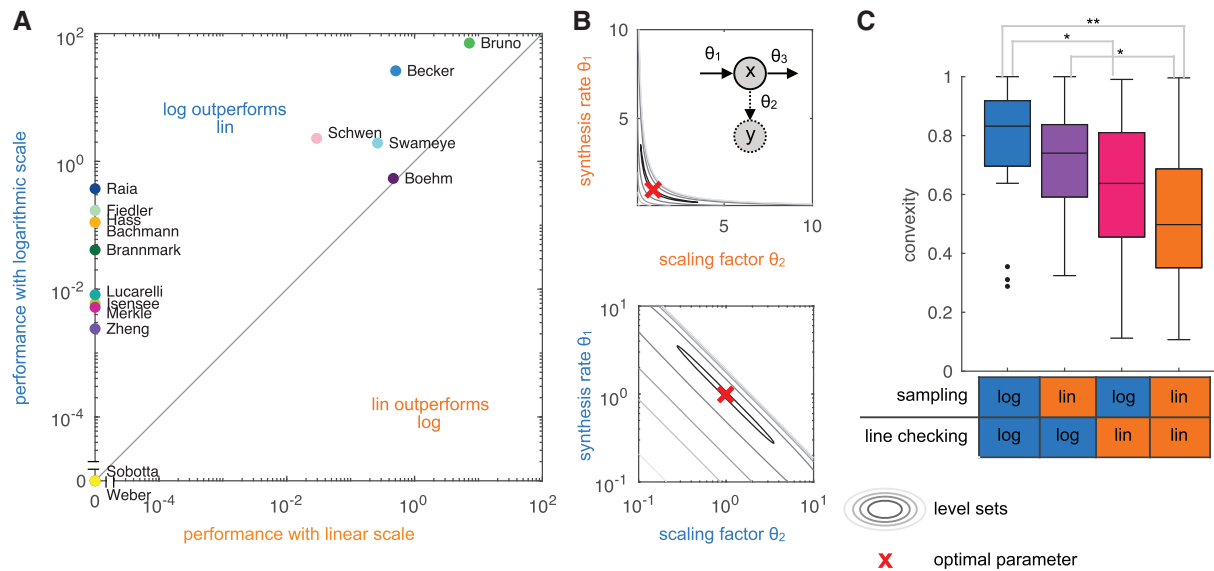 A
performance with logarithmic scale
10²
10⁰
10⁻²
10⁻⁴
0
log outperforms
lin
lin outperforms
log
Bruno
Becker
Schwen
Swameye
Boehm
Raia
Fiedler
Hass
Bachmann
Brannmark
Lucarelli
Isensee
Merkle
Zheng
Sobotta
Weber
0
10⁻⁴
10⁻²
10⁰
10²
performance with linear scale
B
synthesis rate θ₁
10
5
θ₁
x
θ₃
θ₂
y
5
10
scaling factor θ₂
synthesis rate θ₁
10¹
10⁰
10⁻¹
10⁻¹
10⁰
10¹
scaling factor θ₂
C
**
*
*
convexity
1
0.8
0.6
0.4
0.2
0
sampling log lin log lin
line checking log log lin lin
level sets
x optimal parameter